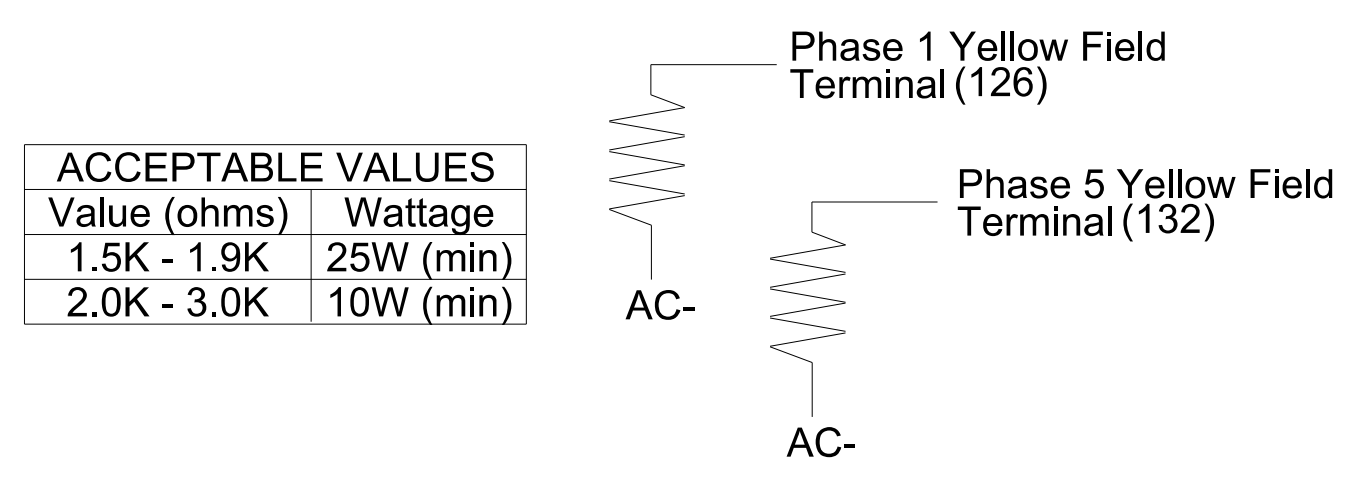 ACCEPTABLE VALUES
Value (ohms) Wattage
1.5K - 1.9K 25W (min)
2.0K - 3.0K 10W (min)
Phase 1 Yellow Field
Terminal (126)
AC-
Phase 5 Yellow Field
Terminal (132)
AC-